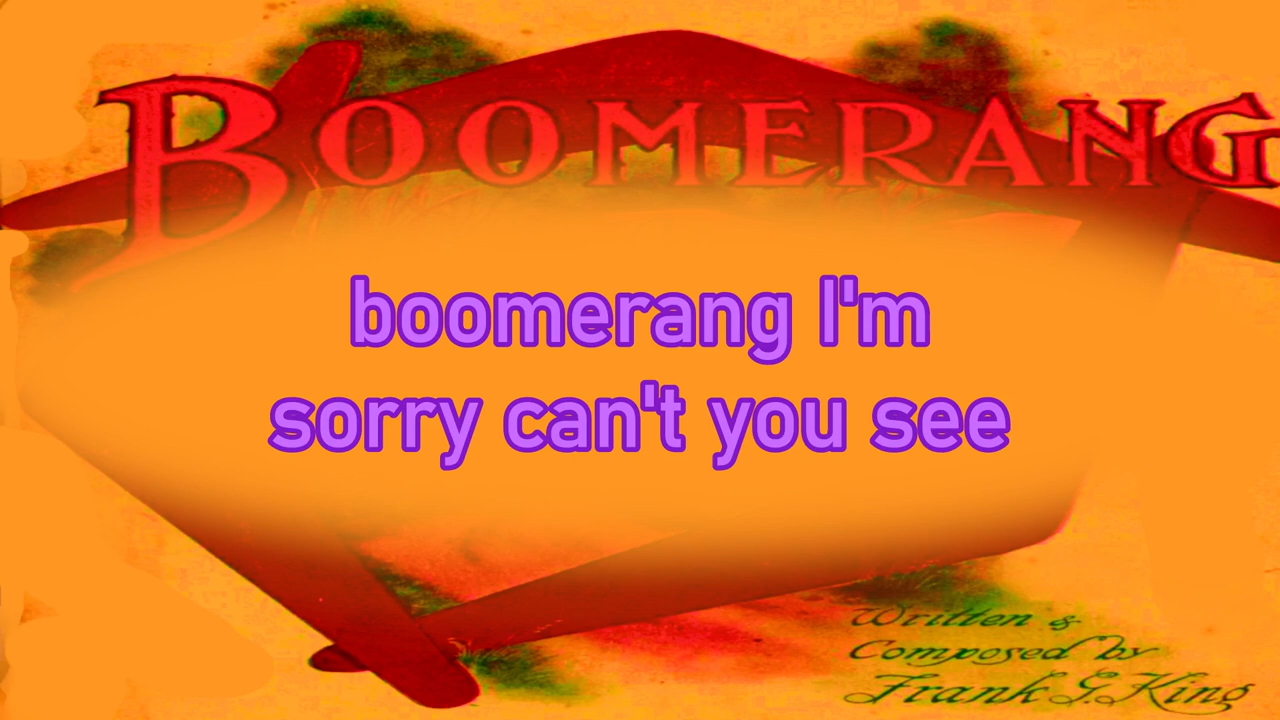 BOOMERANG
boomerang I'm
sorry can't you see
Written &
Composed by
Frank G. King